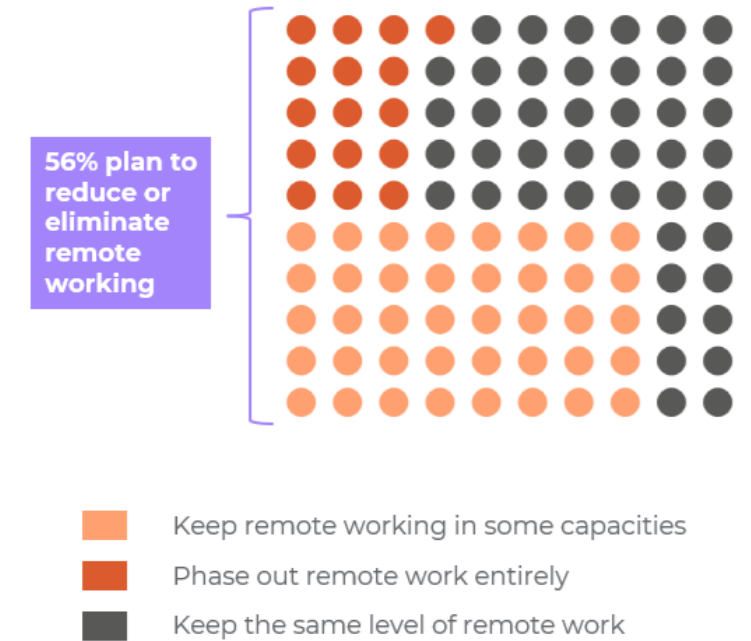 56% plan to
reduce or
eliminate
remote
working
Keep remote working in some capacities
Phase out remote work entirely
Keep the same level of remote work